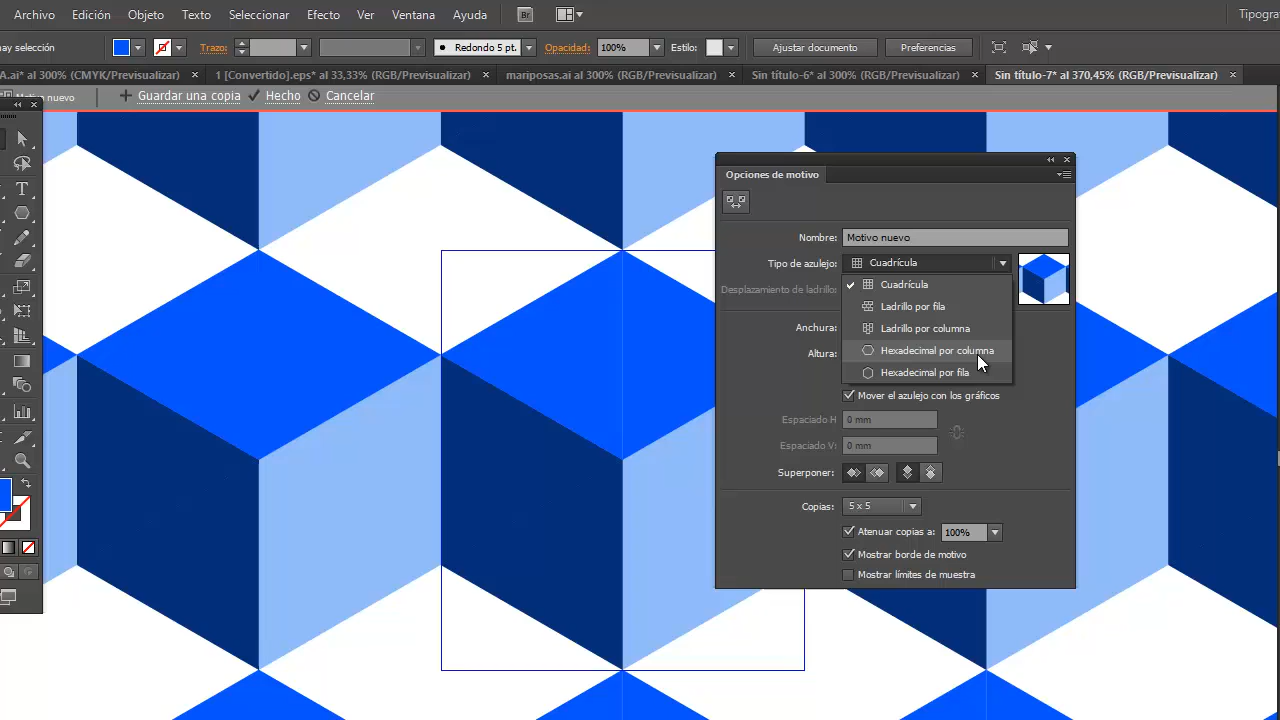 Archivo Edición Objeto Texto Seleccionar Efecto Ver Ventana Ayuda Br Tipogra
hay selección Trazo: Redondo 5 pt. Opacidad: 100% Estilo: Ajustar documento Preferencias
A.ai* al 300% (CMYK/Previsualizar) × 1 [Convertido].eps* al 33,33% (RGB/Previsualizar) × mariposas.ai al 300% (RGB/Previsualizar) × Sin título-6* al 300% (RGB/Previsualizar) × Sin título-7* al 370,45% (RGB/Previsualizar) ×
Motivo nuevo + Guardar una copia Hecho Cancelar
Opciones de motivo
Nombre: Motivo nuevo
Tipo de azulejo: Cuadrícula
Desplazamiento de ladrillo: Cuadrícula
Ladrillo por fila
Anchura: Ladrillo por columna
Altura: Hexadecimal por columna
Hexadecimal por fila
Mover el azulejo con los gráficos
Espaciado H 0 mm
Espaciado V: 0 mm
Superponer:
Copias: 5 x 5
Atenuar copias a: 100%
Mostrar borde de motivo
Mostrar límites de muestra